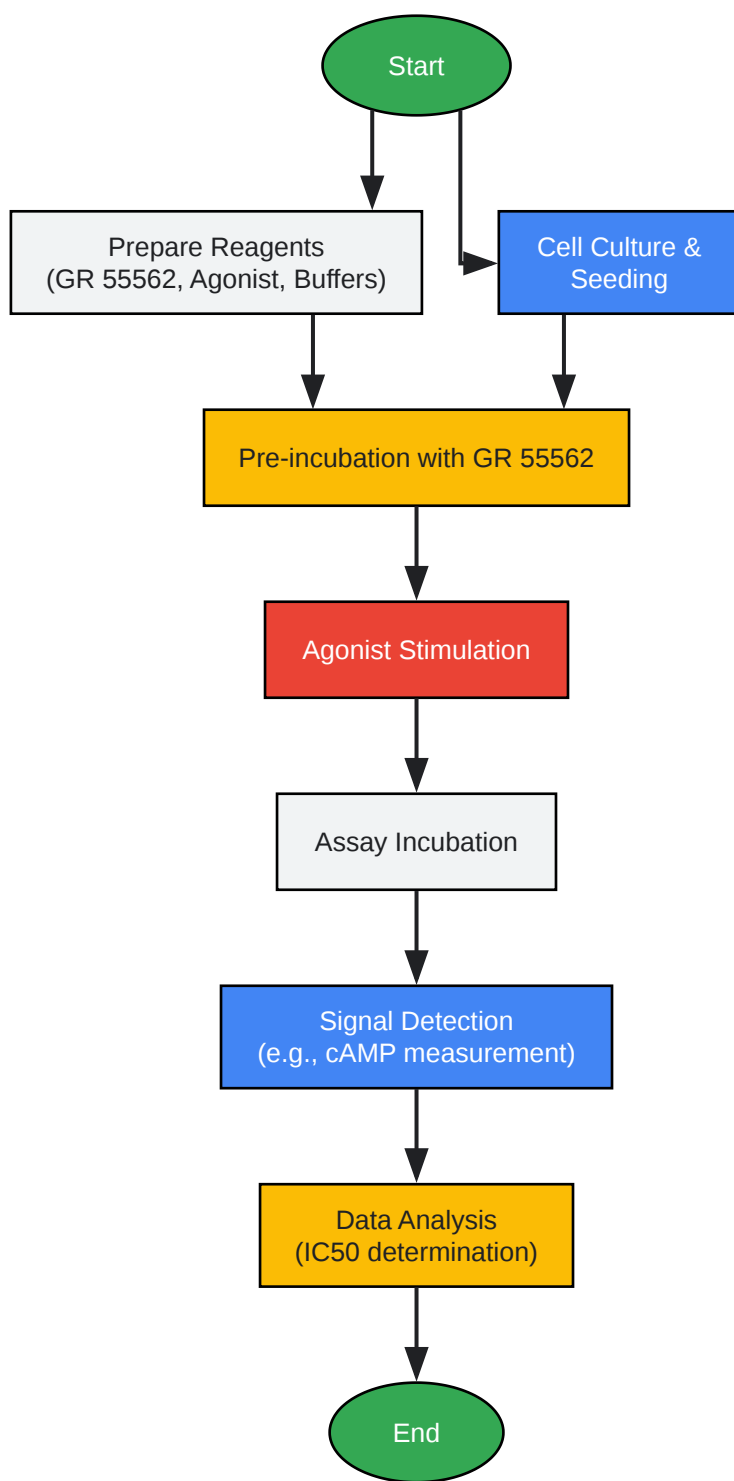 Start
Prepare Reagents
(GR 55562, Agonist, Buffers)
Cell Culture &
Seeding
Pre-incubation with GR 55562
Agonist Stimulation
Assay Incubation
Signal Detection
(e.g., cAMP measurement)
Data Analysis
(IC50 determination)
End